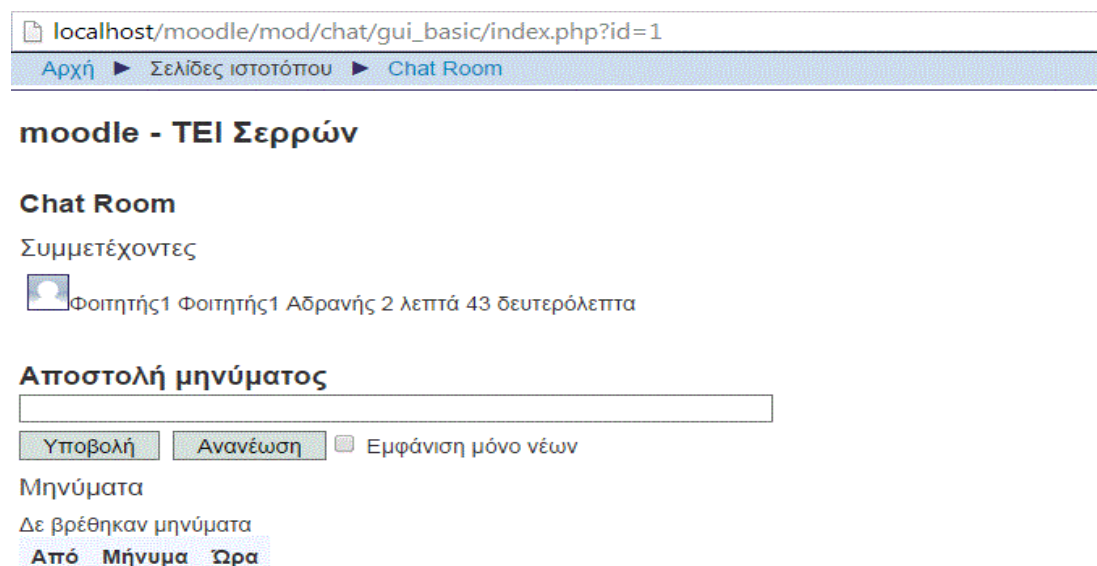 localhost/moodle/mod/chat/gui_basic/index.php?id=1
Αρχή ► Σελίδες ιστοτόπου ► Chat Room
moodle - ΤΕΙ Σερρών
Chat Room
Συμμετέχοντες
Φοιτητής1 Φοιτητής1 Αδρανής 2 λεπτά 43 δευτερόλεπτα
Αποστολή μηνύματος
Υποβολή Ανανέωση Εμφάνιση μόνο νέων
Μηνύματα
Δε βρέθηκαν μηνύματα
Από Μήνυμα Ώρα